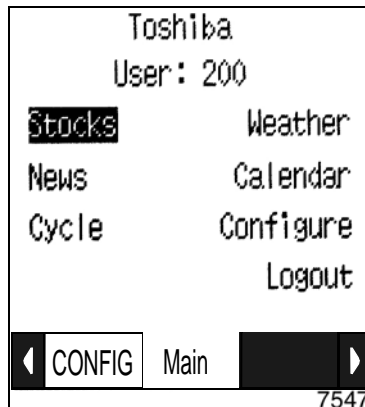 Toshiba
User: 200
Stocks Weather
News Calendar
Cycle Configure
Logout
CONFIG Main
7547